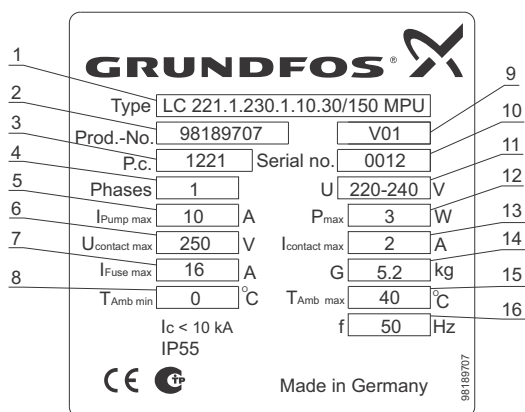 GRUNDFOS
1 Type LC 221.1.230.1.10.30/150 MPU 9
2 Prod.-No. 98189707 V01 10
3 P.c. 1221 Serial no. 0012 11
4 Phases 1 U 220-240 V 12
5 IPump max 10 A Pmax 3 W 13
6 Ucontact max 250 V Icontact max 2 A 14
7 IFuse max 16 A G 5.2 kg 15
8 TAmb min 0 °C TAmb max 40 °C 16
Ic < 10 kA f 50 Hz
IP55
CE C TP Made in Germany
98189707